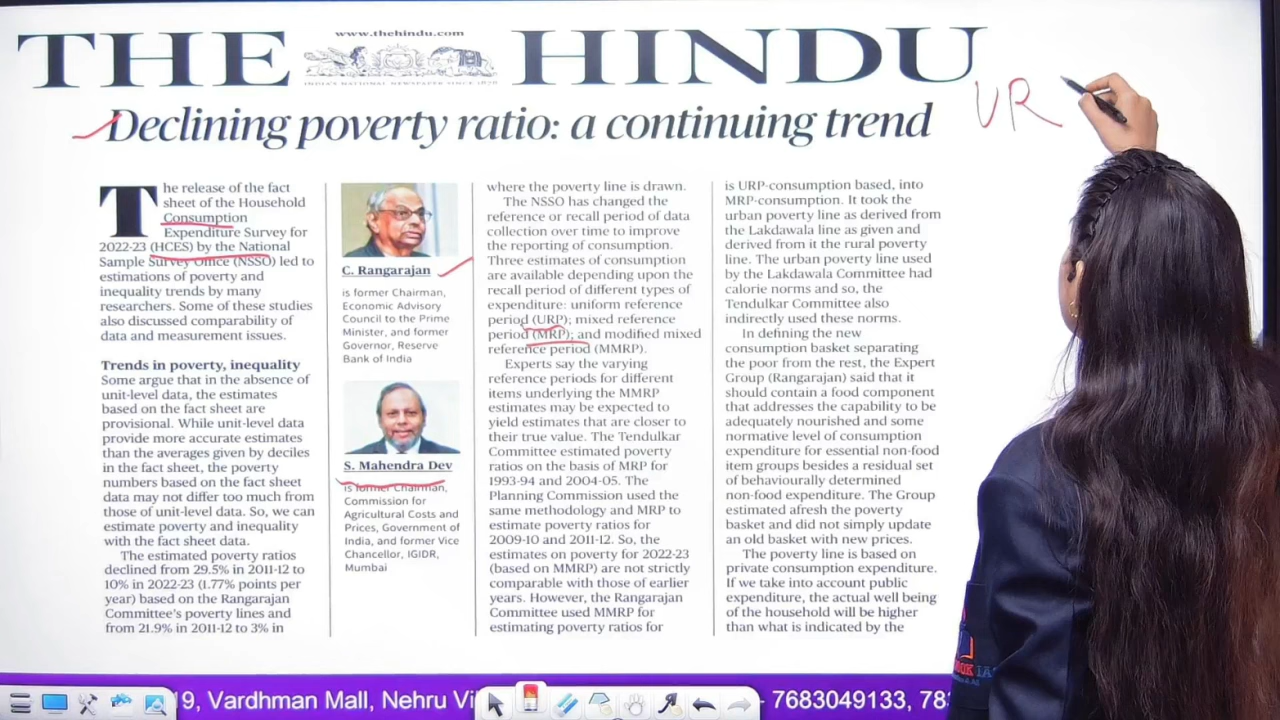 www.thehindu.com
THE HINDU
INDIA'S NATIONAL NEWSPAPER SINCE 1878
Declining poverty ratio: a continuing trend
UR
The release of the fact
sheet of the Household
Consumption
Expenditure Survey for
2022-23 (HCES) by the National
Sample Survey Office (NSSO) led to
estimations of poverty and
inequality trends by many
researchers. Some of these studies
also discussed comparability of
data and measurement issues.
Trends in poverty, inequality
Some argue that in the absence of
unit-level data, the estimates
based on the fact sheet are
provisional. While unit-level data
provide more accurate estimates
than the averages given by deciles
in the fact sheet, the poverty
numbers based on the fact sheet
data may not differ too much from
those of unit-level data. So, we can
estimate poverty and inequality
with the fact sheet data.
The estimated poverty ratios
declined from 29.5% in 2011-12 to
10% in 2022-23 (1.77% points per
year) based on the Rangarajan
Committee's poverty lines and
from 21.9% in 2011-12 to 3% in
C. Rangarajan
is former Chairman,
Economic Advisory
Council to the Prime
Minister, and former
Governor, Reserve
Bank of India
S. Mahendra Dev
is former Chairman,
Commission for
Agricultural Costs and
Prices, Government of
India, and former Vice
Chancellor, IGIDR,
Mumbai
where the poverty line is drawn.
The NSSO has changed the
reference or recall period of data
collection over time to improve
the reporting of consumption.
Three estimates of consumption
are available depending upon the
recall period of different types of
expenditure: uniform reference
period (URP); mixed reference
period (MRP); and modified mixed
reference period (MMRP).
Experts say the varying
reference periods for different
items underlying the MMRP
estimates may be expected to
yield estimates that are closer to
their true value. The Tendulkar
Committee estimated poverty
ratios on the basis of MRP for
1993-94 and 2004-05. The
Planning Commission used the
same methodology and MRP to
estimate poverty ratios for
2009-10 and 2011-12. So, the
estimates on poverty for 2022-23
(based on MMRP) are not strictly
comparable with those of earlier
years. However, the Rangarajan
Committee used MMRP for
estimating poverty ratios for
is URP-consumption based, into
MRP-consumption. It took the
urban poverty line as derived from
the Lakdawala line as given and
derived from it the rural poverty
line. The urban poverty line used
by the Lakdawala Committee had
calorie norms and so, the
Tendulkar Committee also
indirectly used these norms.
In defining the new
consumption basket separating
the poor from the rest, the Expert
Group (Rangarajan) said that it
should contain a food component
that addresses the capability to be
adequately nourished and some
normative level of consumption
expenditure for essential non-food
item groups besides a residual set
of behaviourally determined
non-food expenditure. The Group
estimated afresh the poverty
basket and did not simply update
an old basket with new prices.
The poverty line is based on
private consumption expenditure.
If we take into account public
expenditure, the actual well being
of the household will be higher
than what is indicated by the
19, Vardhman Mall, Nehru Vi
- 7683049133, 783